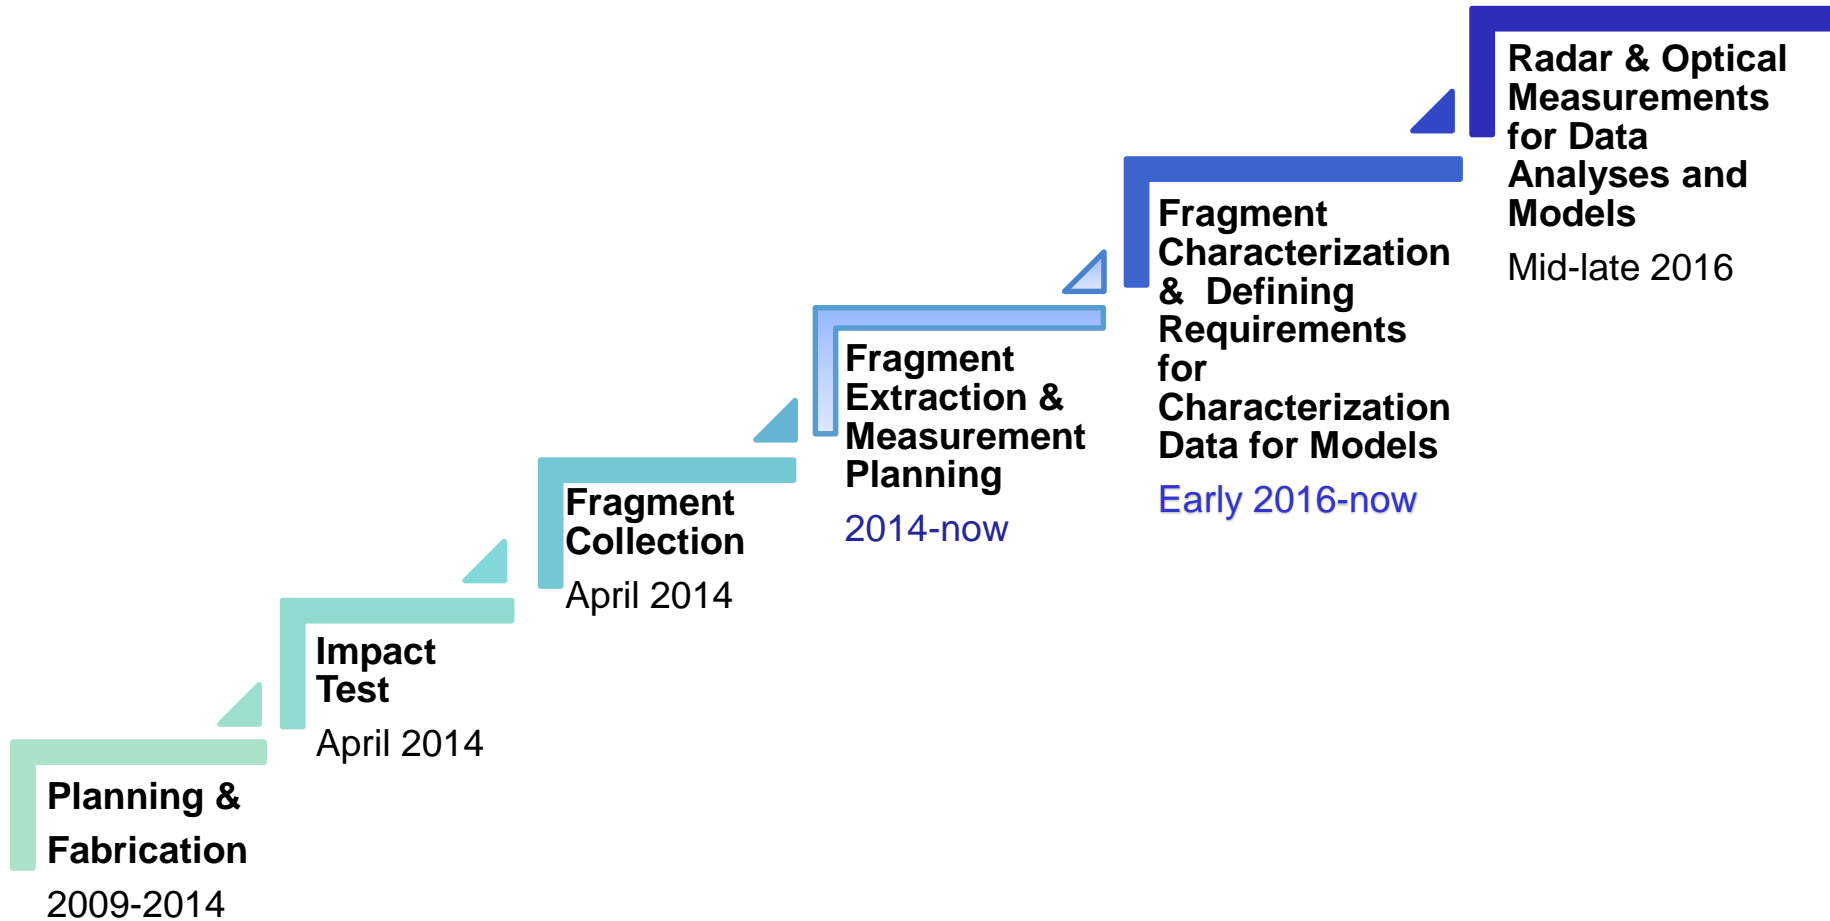 Planning &
Fabrication
2009-2014
Impact
Test
April 2014
Fragment
Collection
April 2014
Fragment
Extraction &
Measurement
Planning
2014-now
Fragment
Characterization
& Defining
Requirements
for
Characterization
Data for Models
Early 2016-now
Radar & Optical
Measurements
for Data
Analyses and
Models
Mid-late 2016